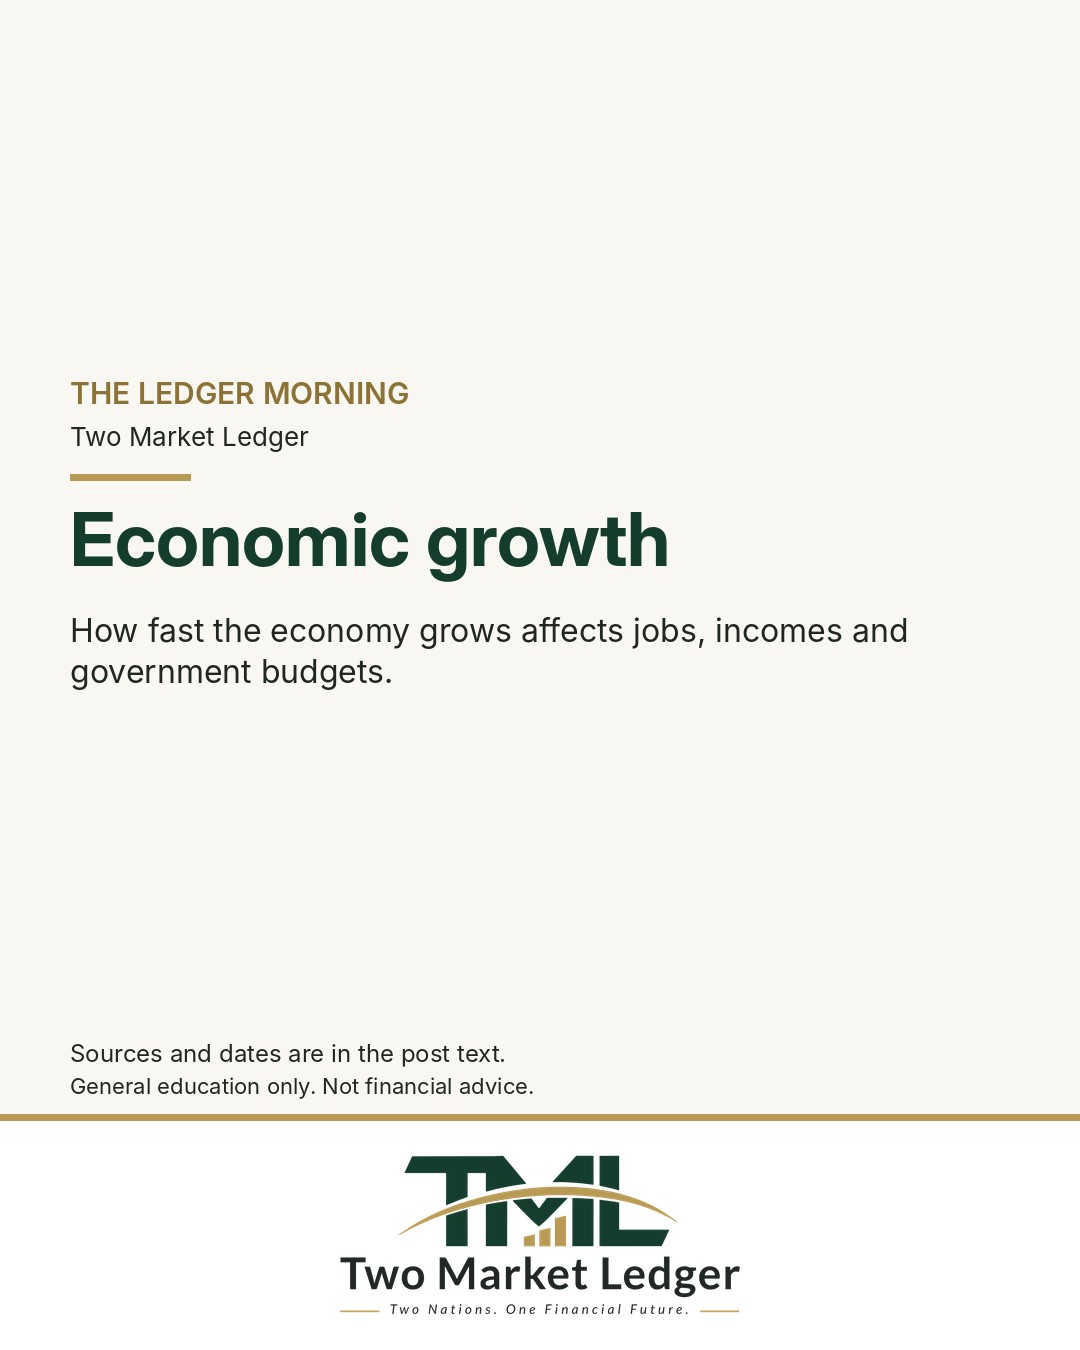 THE LEDGER MORNING
Two Market Ledger
Economic growth
How fast the economy grows affects jobs, incomes and
government budgets.
Sources and dates are in the post text.
General education only. Not financial advice.
TML
Two Market Ledger
Two Nations. One Financial Future.